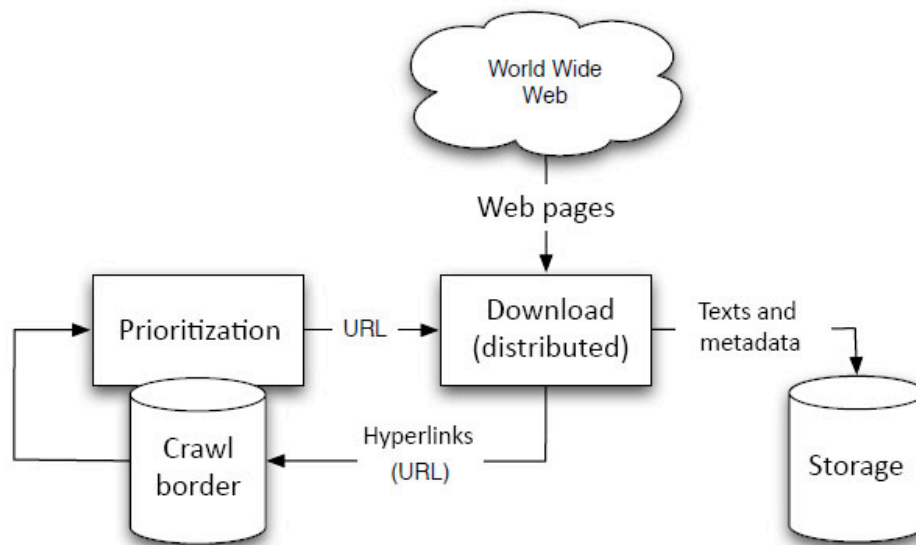 World Wide
Web
Web pages
Prioritization
URL
Download
(distributed)
Texts and
metadata
Crawl
border
Hyperlinks
(URL)
Storage